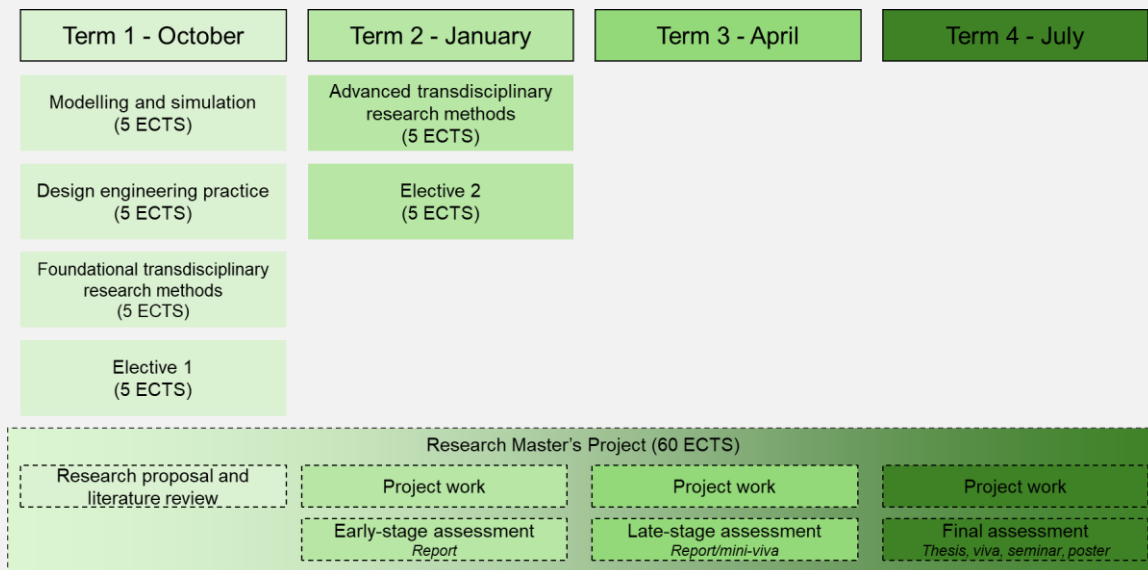 Term 1 - October
Term 2 - January
Term 3 - April
Term 4 - July
Modelling and simulation
(5 ECTS)
Advanced transdisciplinary
research methods
(5 ECTS)
Design engineering practice
(5 ECTS)
Elective 2
(5 ECTS)
Foundational transdisciplinary
research methods
(5 ECTS)
Elective 1
(5 ECTS)
Research Master's Project (60 ECTS)
Research proposal and
literature review
Project work
Project work
Project work
Early-stage assessment
Report
Late-stage assessment
Report/mini-viva
Final assessment
Thesis, viva, seminar, poster